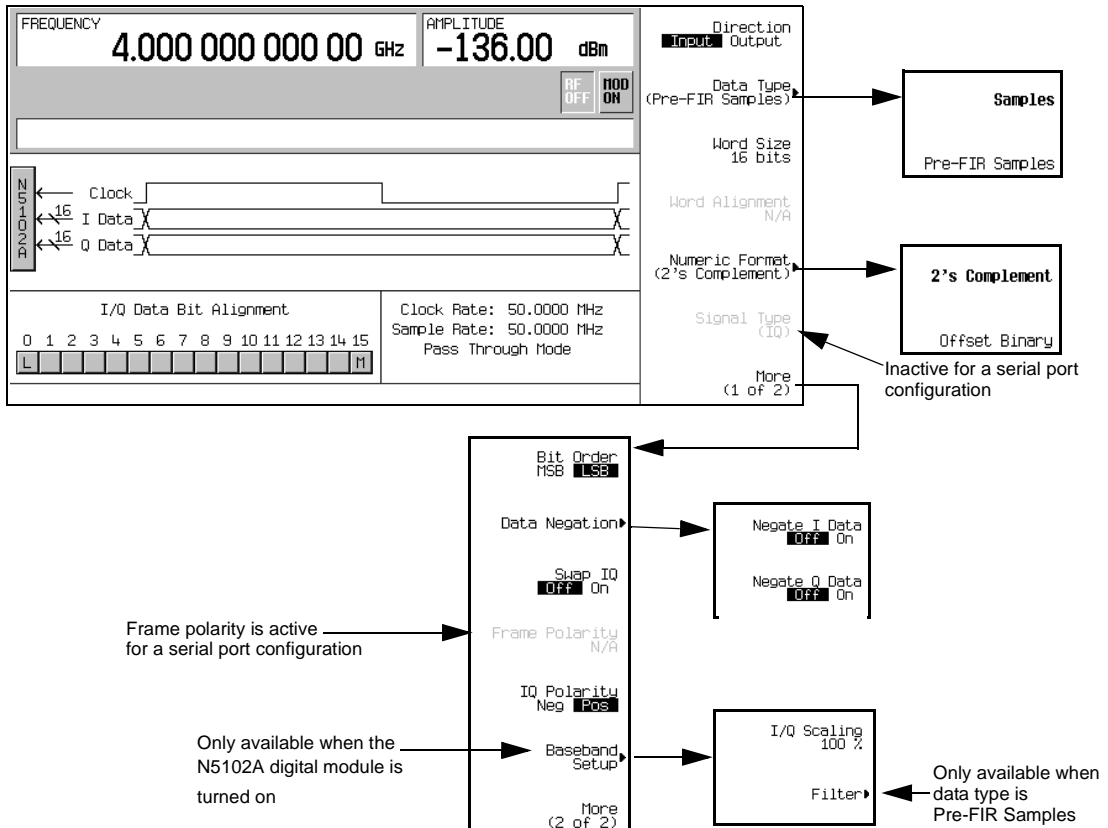 FREQUENCY
4.000 000 000 00 GHz
AMPLITUDE
-136.00 dBm
RF
OFF
MOD
ON
N5102A
Clock
16 I Data
16 Q Data
I/Q Data Bit Alignment
0 1 2 3 4 5 6 7 8 9 10 11 12 13 14 15
L M
Clock Rate: 50.0000 MHz
Sample Rate: 50.0000 MHz
Pass Through Mode
Direction
Input Output
Data Type
(Pre-FIR Samples)
Word Size
16 bits
Word Alignment
N/A
Numeric Format
(2's Complement)
Signal Type
(IQ)
More
(1 of 2)
Samples
Pre-FIR Samples
2's Complement
Offset Binary
Inactive for a serial port
configuration
Bit Order
MSB LSB
Data Negation
Swap IQ
Off On
Frame Polarity
N/A
IQ Polarity
Neg Pos
Baseband
Setup
More
(2 of 2)
Negate I Data
Off On
Negate Q Data
Off On
Frame polarity is active
for a serial port configuration
Only available when the
N5102A digital module is
turned on
I/Q Scaling
100 %
Filter
Only available when
data type is
Pre-FIR Samples